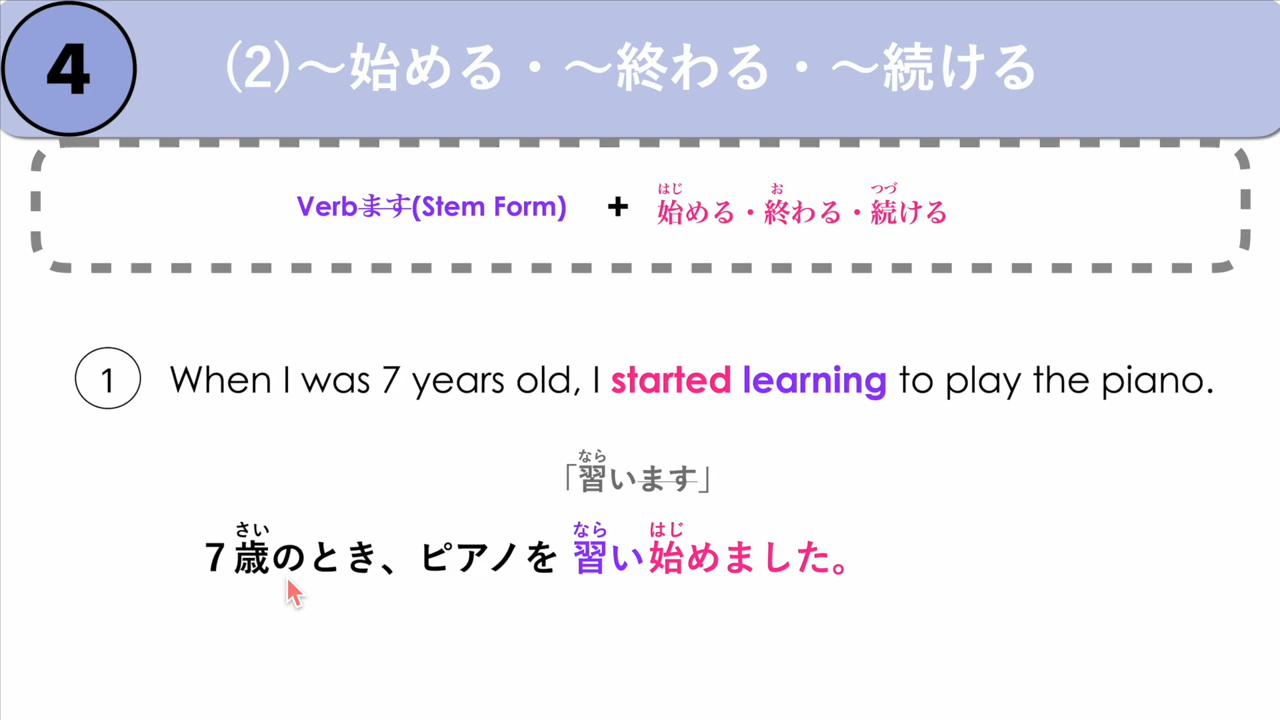 4
(2)～始める・～終わる・～続ける
はじ お つづ
Verbます(Stem Form) + 始める・終わる・続ける
1 When I was 7 years old, I started learning to play the piano.
なら
「習います」
さい なら はじ
７歳のとき、ピアノを 習い始めました。